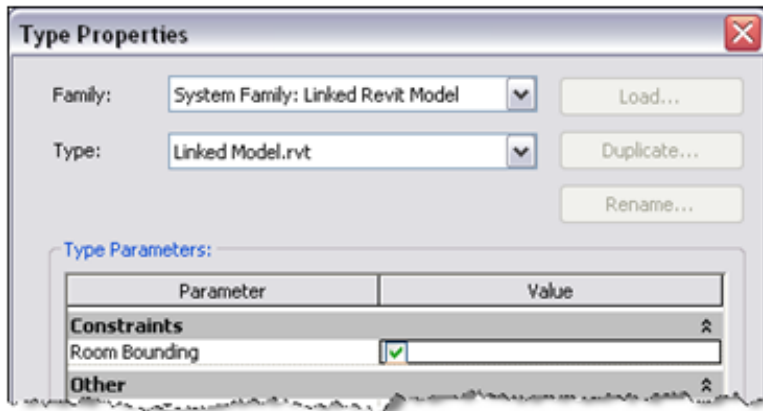 Type Properties
Family: System Family: Linked Revit Model Load...
Type: Linked Model.rvt Duplicate...
Rename...
Type Parameters:
Parameter Value
Constraints
Room Bounding
Other